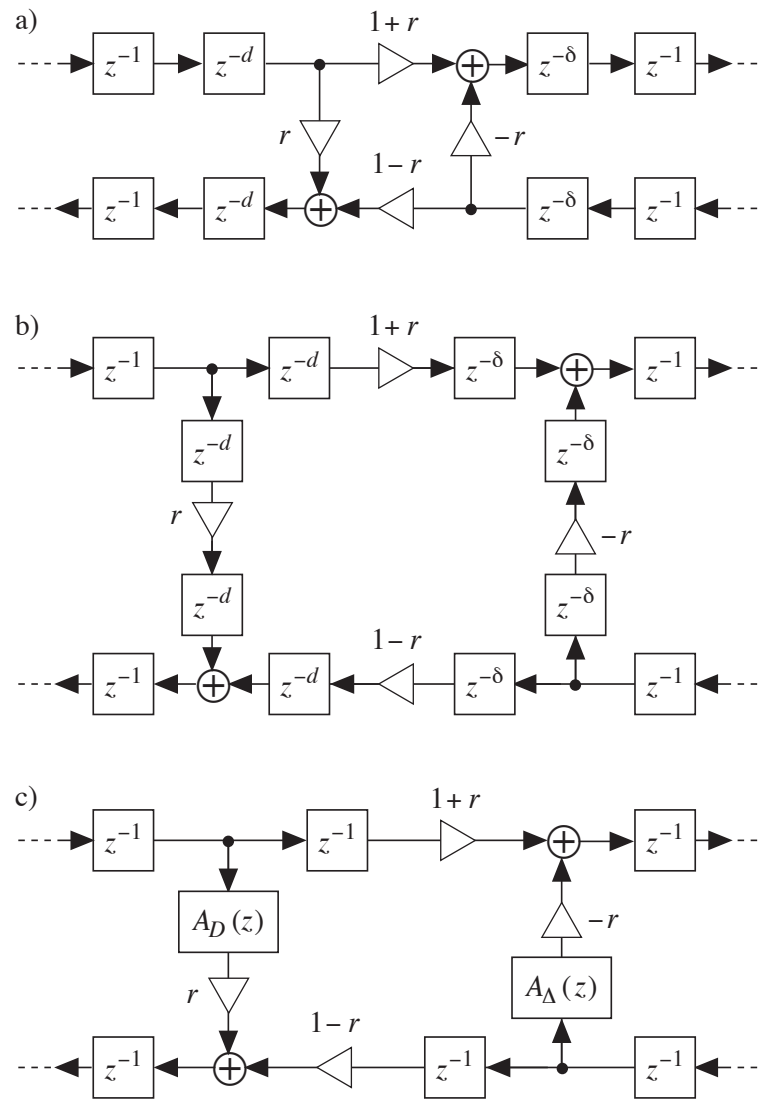 a)
1+r
z⁻¹ z⁻ᵈ z^{−δ} z⁻¹
r −r
1−r
z⁻¹ z⁻ᵈ z^{−δ} z⁻¹
b)
1+r
z⁻¹ z⁻ᵈ z^{−δ} z⁻¹
z⁻ᵈ z^{−δ}
r −r
z⁻ᵈ z^{−δ}
1−r
z⁻¹ z⁻ᵈ z^{−δ} z⁻¹
c)
1+r
z⁻¹ z⁻¹ z⁻¹
A_D(z) −r
r A_Δ(z)
1−r
z⁻¹ z⁻¹ z⁻¹